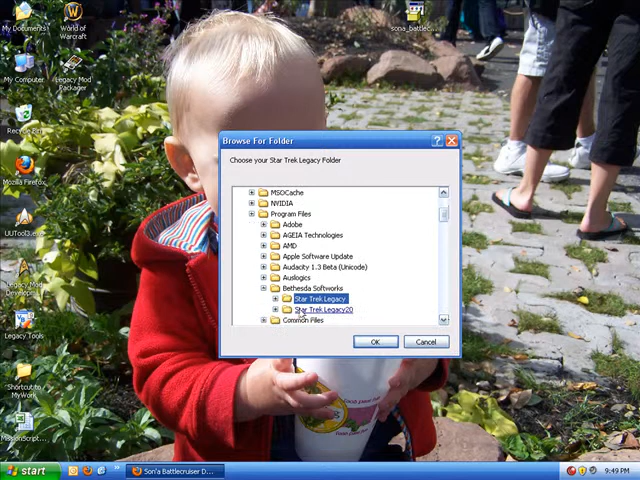 My Documents
World of
Warcraft
sona_battlec...
My Computer
Legacy Mod
Packager
Recycle Bin
Mozilla Firefox
UUTool3.exe
Legacy Mod
Develop...
Legacy Tools
Shortcut to
MyWork
MissionScript...
Browse For Folder
Choose your Star Trek Legacy Folder
MSOCache
NVIDIA
Program Files
Adobe
AGEIA Technologies
AMD
Apple Software Update
Audacity 1.3 Beta (Unicode)
Auslogics
Bethesda Softworks
Star Trek Legacy
Star Trek Legacy20
Common Files
OK
Cancel
start
Son'a Battlecruiser D...
9:49 PM